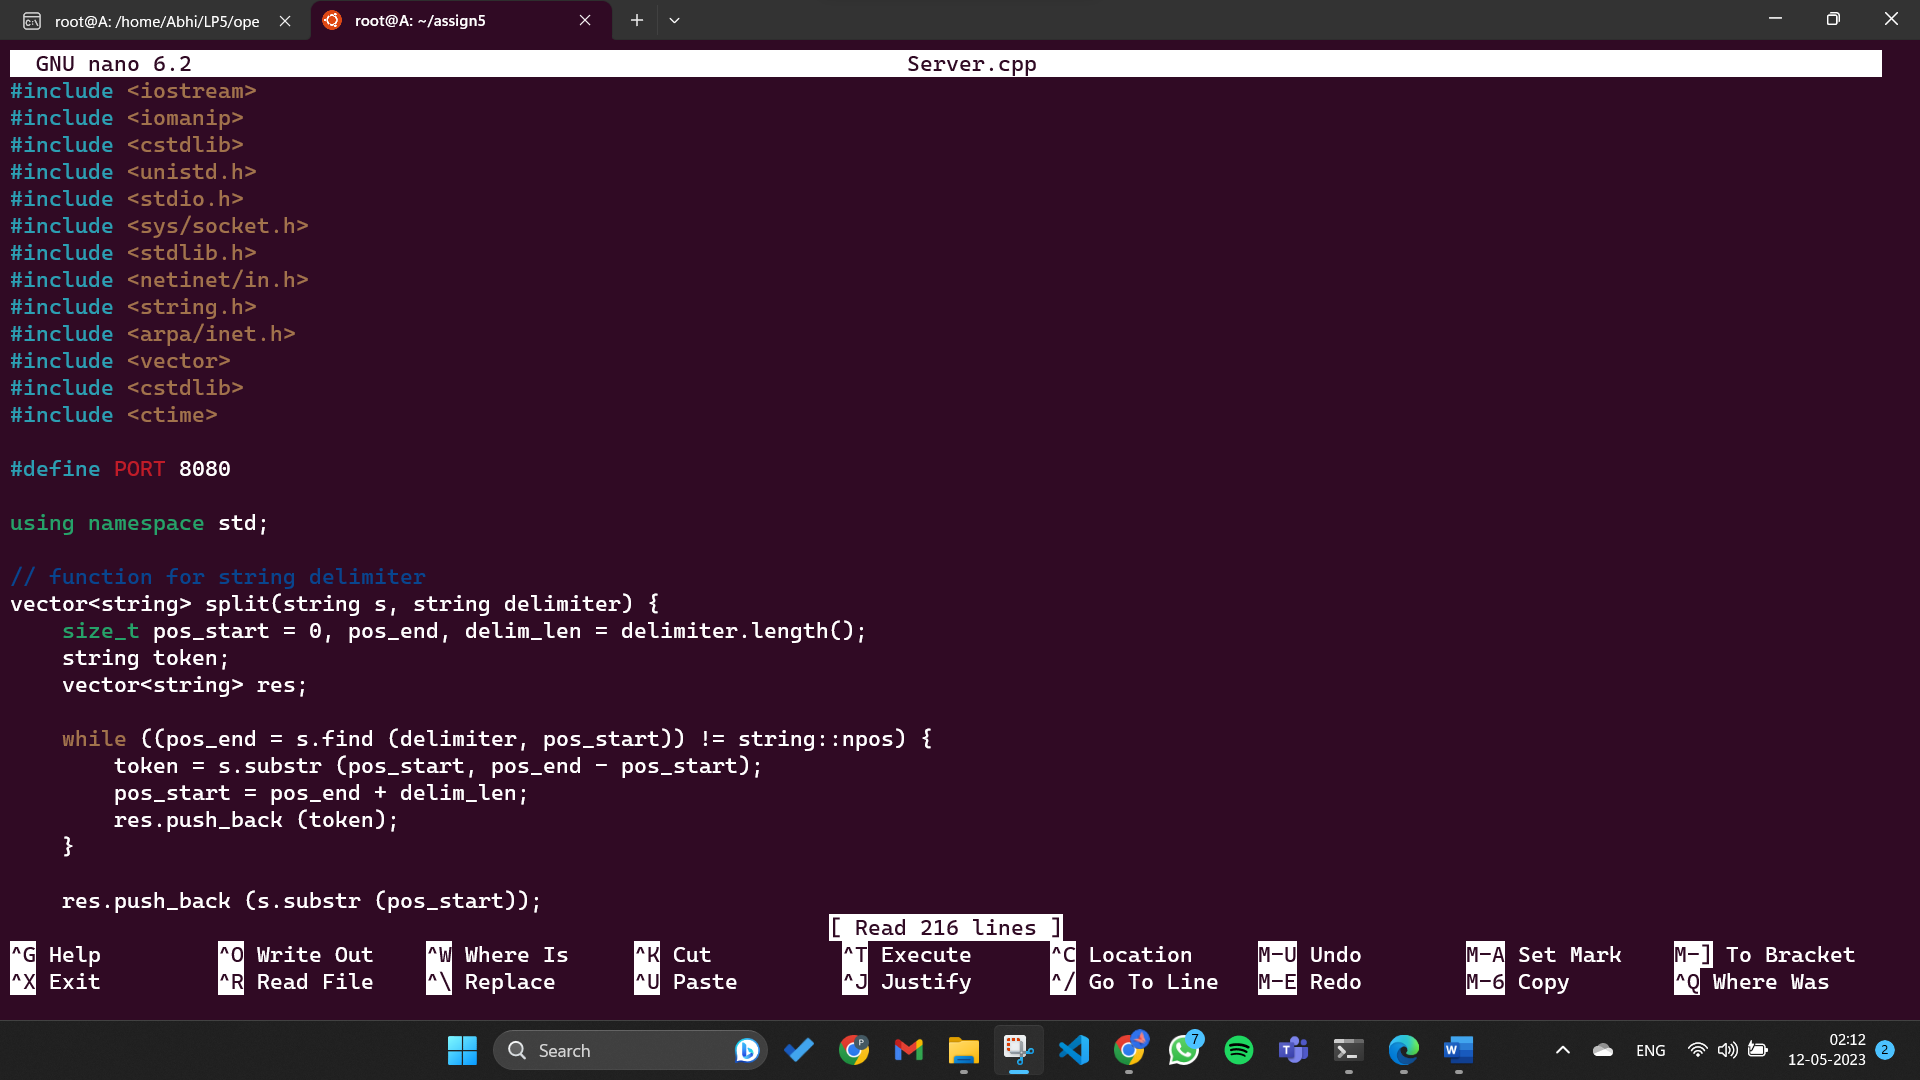 root@A: /home/Abhi/LP5/ope
root@A: ~/assign5
GNU nano 6.2 Server.cpp
#include <iostream>
#include <iomanip>
#include <cstdlib>
#include <unistd.h>
#include <stdio.h>
#include <sys/socket.h>
#include <stdlib.h>
#include <netinet/in.h>
#include <string.h>
#include <arpa/inet.h>
#include <vector>
#include <cstdlib>
#include <ctime>
#define PORT 8080
using namespace std;
// function for string delimiter
vector<string> split(string s, string delimiter) {
    size_t pos_start = 0, pos_end, delim_len = delimiter.length();
    string token;
    vector<string> res;
    while ((pos_end = s.find (delimiter, pos_start)) != string::npos) {
        token = s.substr (pos_start, pos_end - pos_start);
        pos_start = pos_end + delim_len;
        res.push_back (token);
    }
    res.push_back (s.substr (pos_start));
[ Read 216 lines ]
^G Help ^O Write Out ^W Where Is ^K Cut ^T Execute ^C Location M-U Undo M-A Set Mark M-] To Bracket
^X Exit ^R Read File ^\ Replace ^U Paste ^J Justify ^/ Go To Line M-E Redo M-6 Copy ^Q Where Was
Search
P
7
ENG
02:12
12-05-2023
2